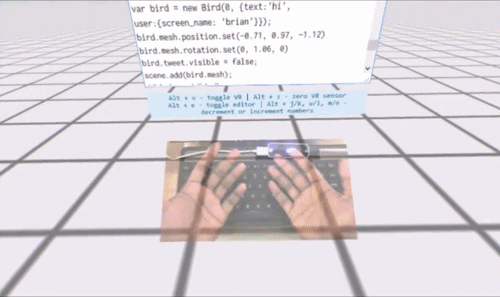 var bird = new Bird(0, {text:'hi',
user:{screen_name: 'brian'}});
bird.mesh.position.set(-0.71, 0.97, -1.12)
bird.mesh.rotation.set(0, 1.06, 0)
bird.tweet.visible = false;
scene.add(bird.mesh);
Alt + v - toggle VR | Alt + z - zero VR sensor
Alt + e - toggle editor | Alt + j/k, u/i, m/e -
decrement or increment numbers